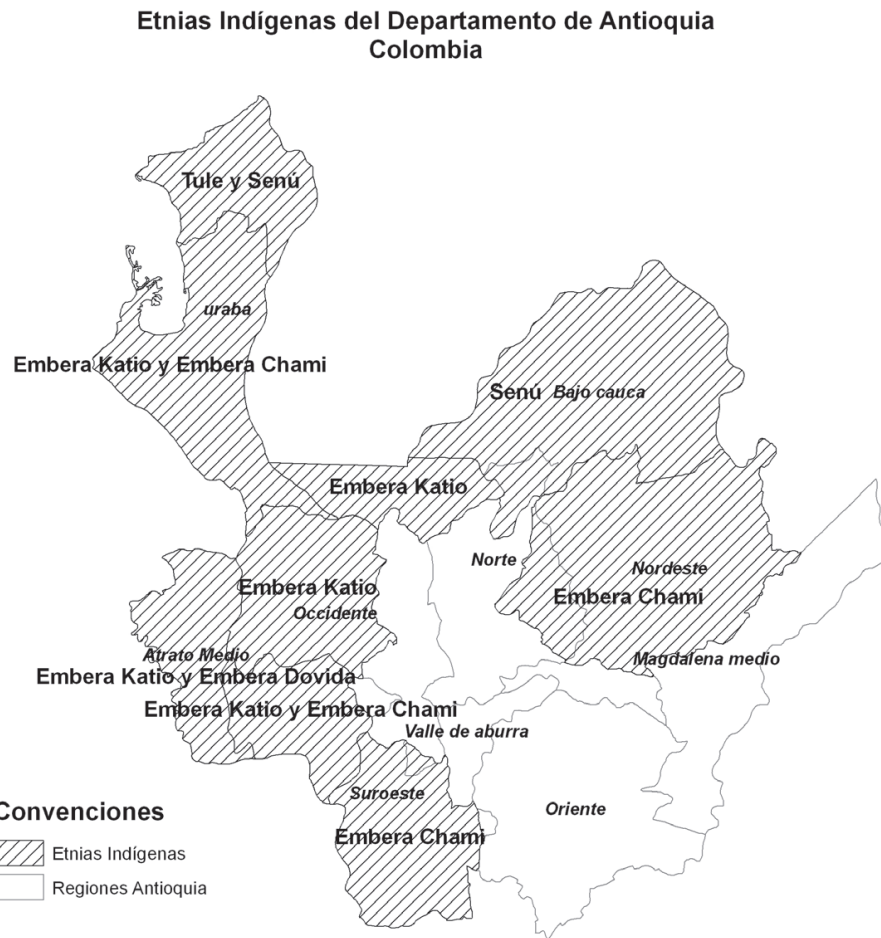 Etnias Indígenas del Departamento de Antioquia
Colombia
Tule y Senú
uraba
Embera Katio y Embera Chami
Senú Bajo cauca
Embera Katio
Norte
Nordeste
Embera Katio
Embera Chami
Occidente
Atrato Medio
Magdalena medio
Embera Katio y Embera Dovida
Embera Katio y Embera Chami
Valle de aburra
Suroeste
Oriente
Embera Chami
Convenciones
Etnias Indígenas
Regiones Antioquia